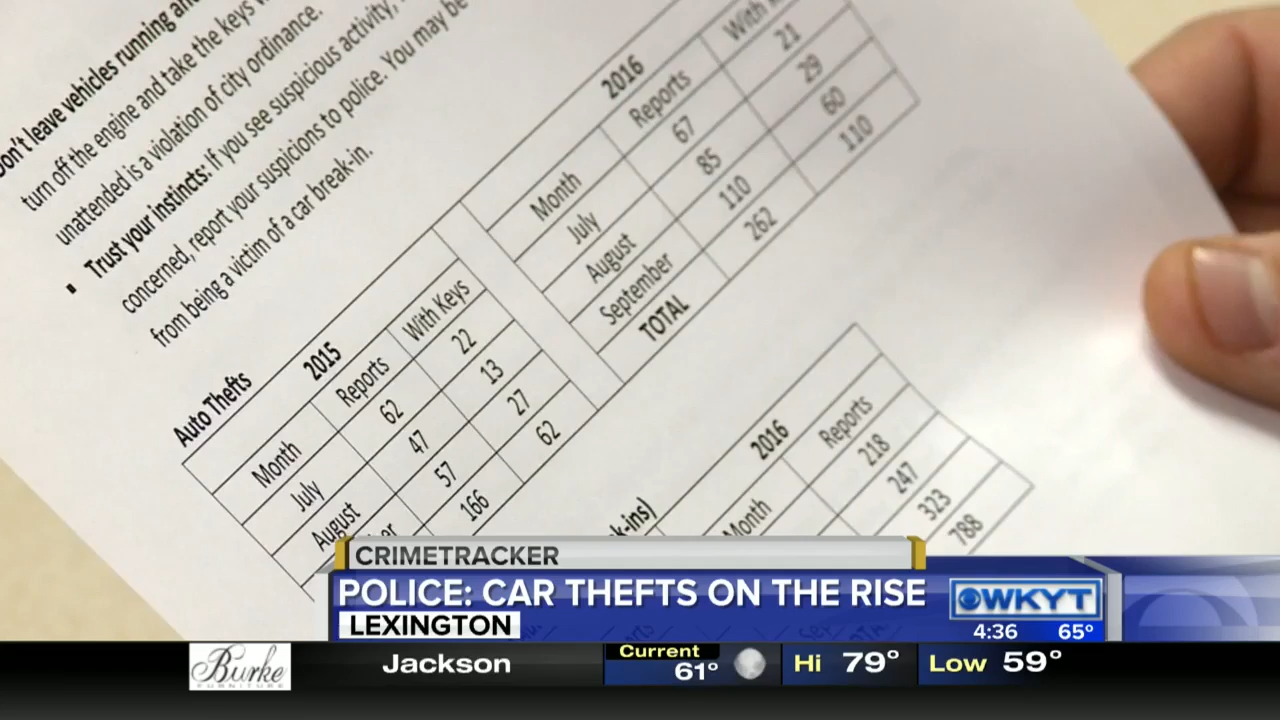 Don't leave vehicles running and
turn off the engine and take the keys
unattended is a violation of city ordinance.
▪ Trust your instincts: If you see suspicious activity,
concerned, report your suspicions to police. You may be
from being a victim of a car break-in.
Auto Thefts 2015
Month Reports With Keys
July 62 22
August 47 13
er 57 27
166 62
2016
Month Reports With K
July 67 21
August 85 29
September 110 60
TOTAL 262 110
k-ins) 2016
Month Reports
218
247
323
788
CRIMETRACKER
POLICE: CAR THEFTS ON THE RISE
LEXINGTON
WKYT
4:36 65°
Burke
FURNITURE
Jackson
Current
61°
Hi 79°
Low 59°